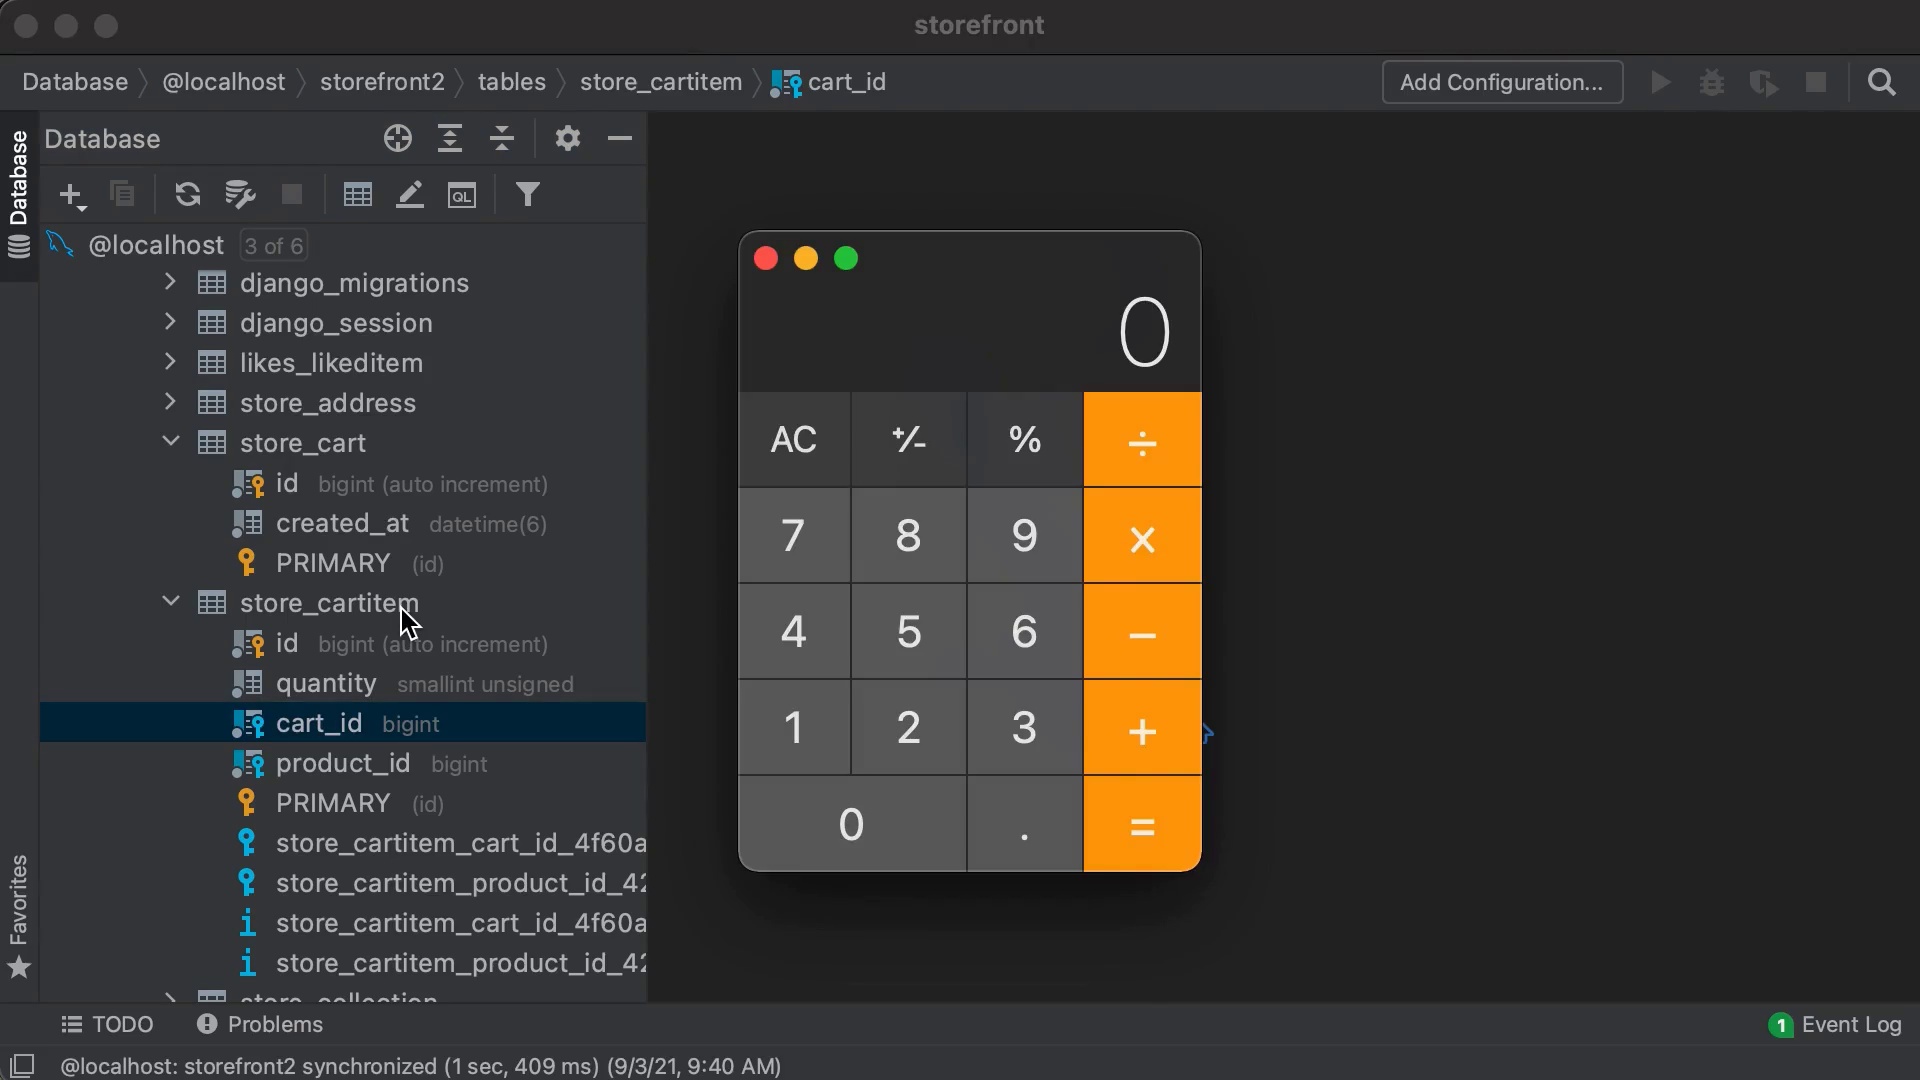 storefront
Database @localhost storefront2 tables store_cartitem cart_id
Add Configuration...
Database
Database
QL
@localhost 3 of 6
django_migrations
django_session
likes_likeditem
store_address
store_cart
id bigint (auto increment)
created_at datetime(6)
PRIMARY (id)
store_cartitem
id bigint (auto increment)
quantity smallint unsigned
cart_id bigint
product_id bigint
PRIMARY (id)
store_cartitem_cart_id_4f60a
store_cartitem_product_id_42
store_cartitem_cart_id_4f60a
store_cartitem_product_id_42
store_collection
Favorites
0
AC +/- % ÷
7 8 9 ×
4 5 6 −
1 2 3 +
0 . =
TODO Problems
1 Event Log
@localhost: storefront2 synchronized (1 sec, 409 ms) (9/3/21, 9:40 AM)